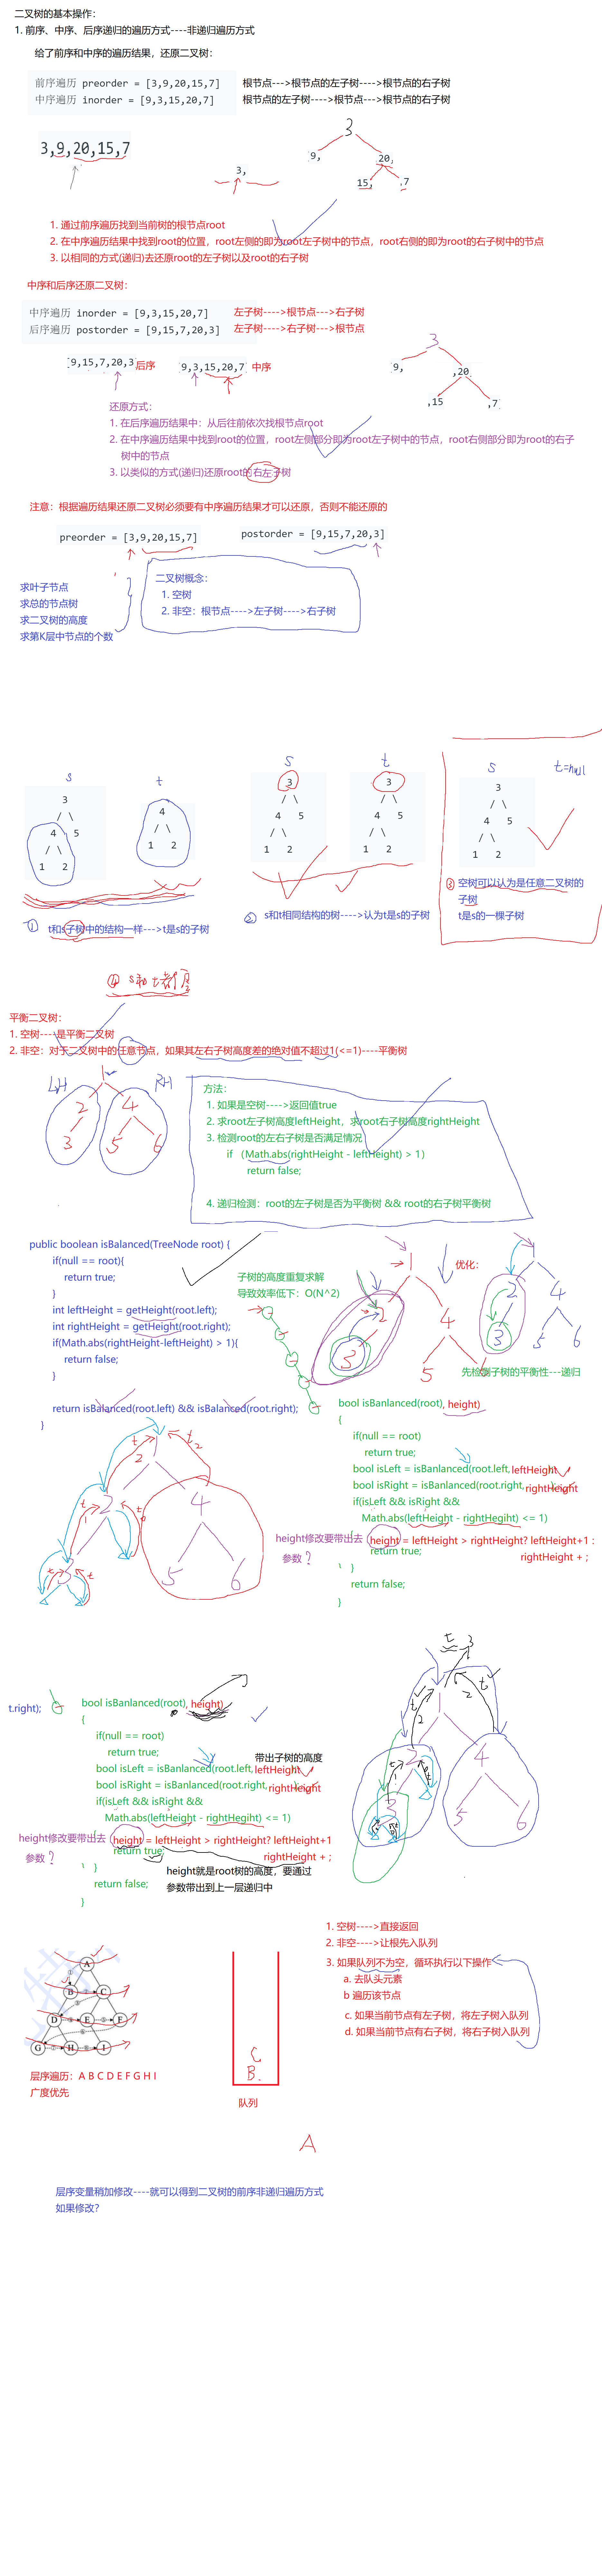 二叉树的基本操作：
1. 前序、中序、后序递归的遍历方式----非递归遍历方式
给了前序和中序的遍历结果，还原二叉树：
前序遍历 preorder = [3,9,20,15,7] 根节点--->根节点的左子树---->根节点的右子树
中序遍历 inorder = [9,3,15,20,7] 根节点的左子树---->根节点--->根节点的右子树
3,9,20,15,7
3
9, 20,
3,
15, ,7
1. 通过前序遍历找到当前树的根节点root
2. 在中序遍历结果中找到root的位置，root左侧的即为root左子树中的节点，root右侧的即为root的右子树中的节点
3. 以相同的方式(递归)去还原root的左子树以及root的右子树
中序和后序还原二叉树：
中序遍历 inorder = [9,3,15,20,7] 左子树---->根节点--->右子树
后序遍历 postorder = [9,15,7,20,3] 左子树---->右子树--->根节点
3
[9,15,7,20,3 后序 9,3,15,20,7 中序
9, ,20,
,15 ,7,
还原方式：
1. 在后序遍历结果中：从后往前依次找根节点root
2. 在中序遍历结果中找到root的位置，root左侧部分即为root左子树中的节点，root右侧部分即为root的右子
树中的节点
3. 以类似的方式(递归)还原root的右左子树
注意：根据遍历结果还原二叉树必须要有中序遍历结果才可以还原，否则不能还原的
preorder = [3,9,20,15,7] postorder = [9,15,7,20,3]
二叉树概念：
1. 空树
2. 非空：根节点---->左子树---->右子树
求叶子节点
求总的节点树
求二叉树的高度
求第K层中节点的个数
s t
3
/ \
4 5
/ \
1 2
4
/ \
1 2
① t和s子树中的结构一样--->t是s的子树
s t
3 3
/ \ / \
4 5 4 5
/ \ / \
1 2 1 2
② s和t相同结构的树---->认为t是s的子树
s t=null
3
/ \
4 5
/ \
1 2
③ 空树可以认为是任意二叉树的
子树
t是s的一棵子树
平衡二叉树：
1. 空树----是平衡二叉树
2. 非空：对于二叉树中的任意节点，如果其左右子树高度差的绝对值不超过1(<=1)----平衡树
LH 1 RH
2 4
3 5 6
方法：
1. 如果是空树---->返回值true
2. 求root左子树高度leftHeight，求root右子树高度rightHeight
3. 检测root的左右子树是否满足情况
if （Math.abs(rightHeight - leftHeight) > 1）
return false;
4. 递归检测：root的左子树是否为平衡树 && root的右子树平衡树
public boolean isBalanced(TreeNode root) {
if(null == root){
return true;
}
int leftHeight = getHeight(root.left);
int rightHeight = getHeight(root.right);
if(Math.abs(rightHeight-leftHeight) > 1){
return false;
}
return isBalanced(root.left) && isBalanced(root.right);
}
子树的高度重复求解
导致效率低下：O(N^2)
1
2 4
3 5 6
优化：
1
2 4
3 5 6
先检测子树的平衡性---递归
bool isBanlanced(root), height)
{
if(null == root)
return true;
bool isLeft = isBanlanced(root.left, leftHeight)
bool isRight = isBanlanced(root.right, rightHeight
if(isLeft && isRight &&
Math.abs(leftHeight - rightHegiht) <= 1)
{
height = leftHeight > rightHeight? leftHeight+1 :
rightHeight + ;
return true;
}
return false;
}
height修改要带出去
参数？
1
2 4
3 5 6
t.right);
bool isBanlanced(root), height)
{
if(null == root)
return true;
bool isLeft = isBanlanced(root.left, leftHeight
bool isRight = isBanlanced(root.right, rightHeight
if(isLeft && isRight &&
Math.abs(leftHeight - rightHegiht) <= 1)
{
height = leftHeight > rightHeight? leftHeight+1
rightHeight + ;
return true;
}
return false;
}
带出子树的高度
height修改要带出去
参数？
height就是root树的高度，要通过
参数带出到上一层递归中
1
2 4
3 5 6
A
B C
D E F
G H I
层序遍历：A B C D E F G H I
广度优先
C
B.
队列
A
1. 空树---->直接返回
2. 非空---->让根先入队列
3. 如果队列不为空，循环执行以下操作
a. 去队头元素
b 遍历该节点
c. 如果当前节点有左子树，将左子树入队列
d. 如果当前节点有右子树，将右子树入队列
层序变量稍加修改----就可以得到二叉树的前序非递归遍历方式
如果修改？